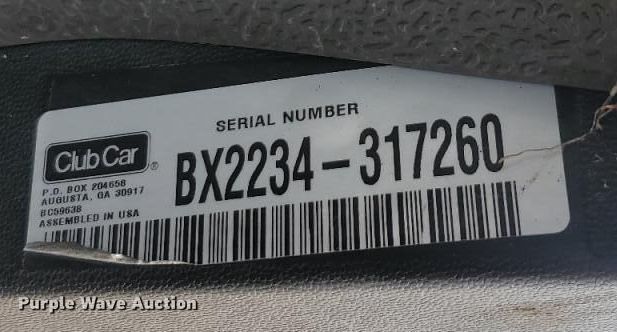 SERIAL NUMBER
Club Car®
BX2234-317260
P.O. BOX 204658
AUGUSTA, GA 30917
BC59638
ASSEMBLED IN USA
Purple Wave Auction